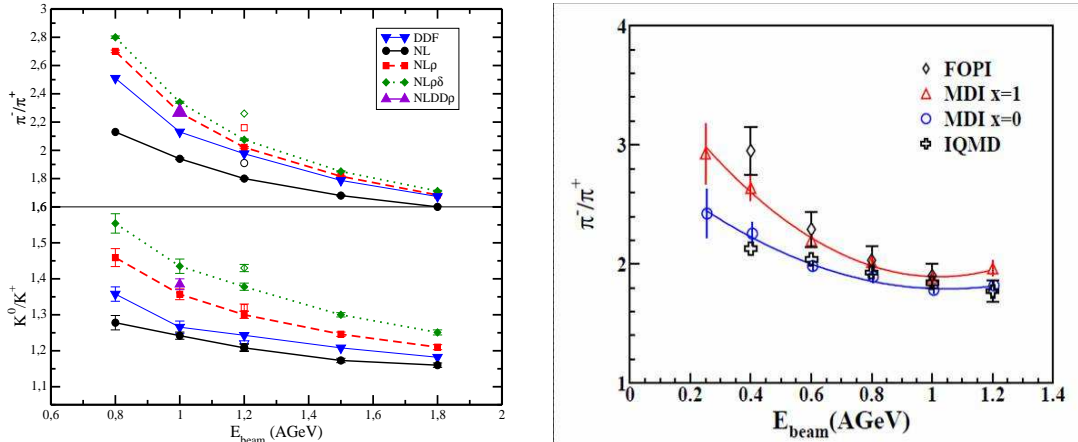 3
2,8
2,6
2,4
2,2
2
1,8
1,6
π⁻/π⁺
DDF
NL
NLρ
NLρδ
NLDDρ
1,5
1,4
1,3
1,2
1,1
K⁰/K⁺
0,6
0,8
1
1,2
1,4
1,6
1,8
2
E_beam (AGeV)
4
3
2
1
π⁻/π⁺
FOPI
MDI x=1
MDI x=0
IQMD
0
0.2
0.4
0.6
0.8
1.0
1.2
1.4
E_beam(AGeV)